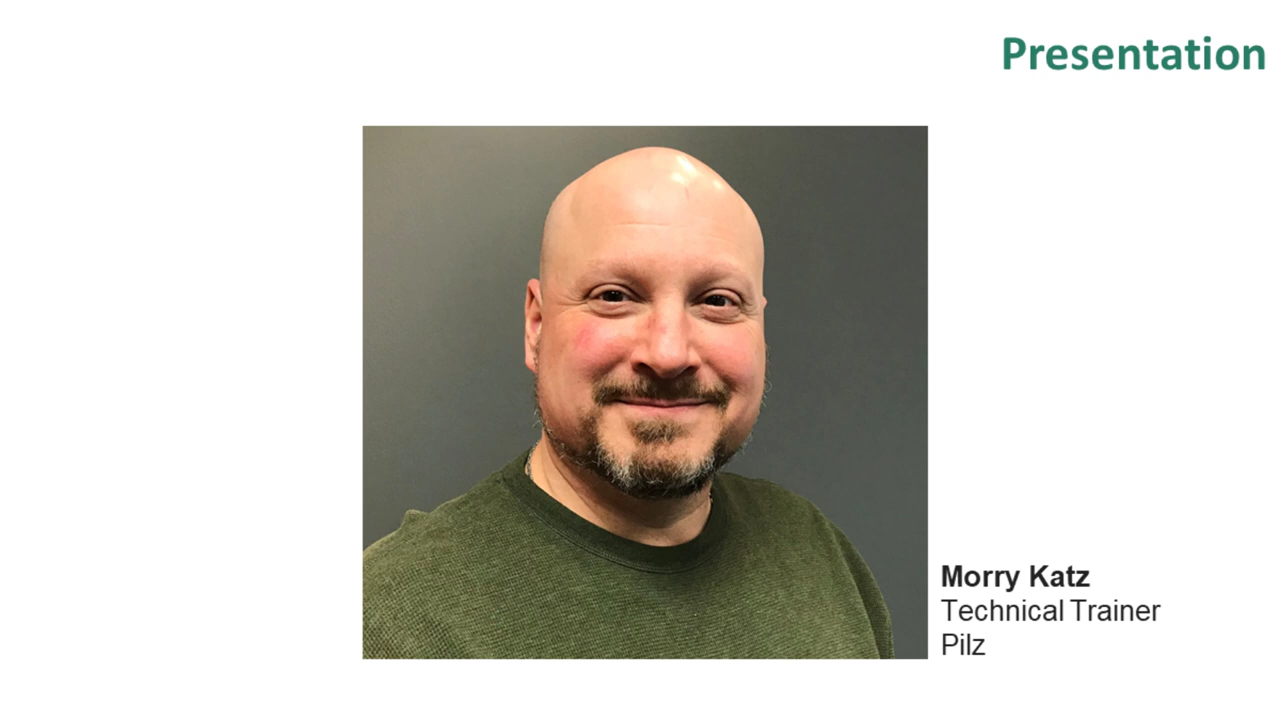 Presentation
Morry Katz
Technical Trainer
Pilz